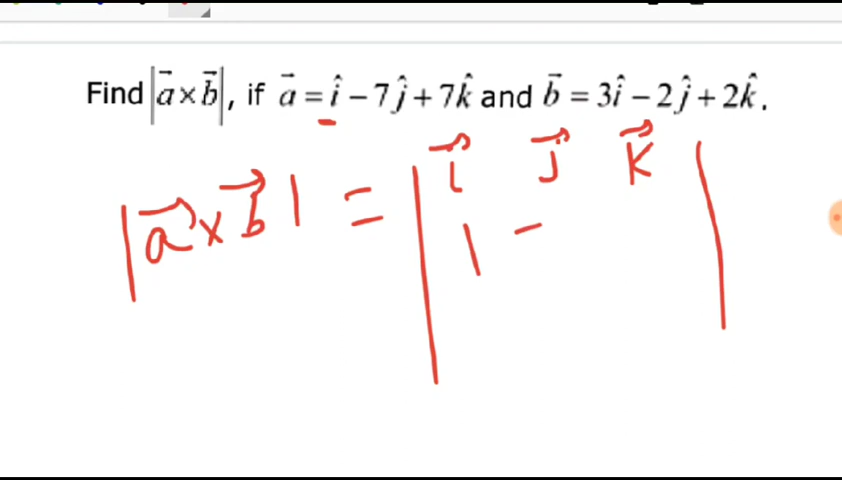 Find |a⃗×b⃗|, if a⃗ = î − 7ĵ + 7k̂ and b⃗ = 3î − 2ĵ + 2k̂.
|a⃗ × b⃗| = | i⃗ j⃗ k⃗ |
1 −